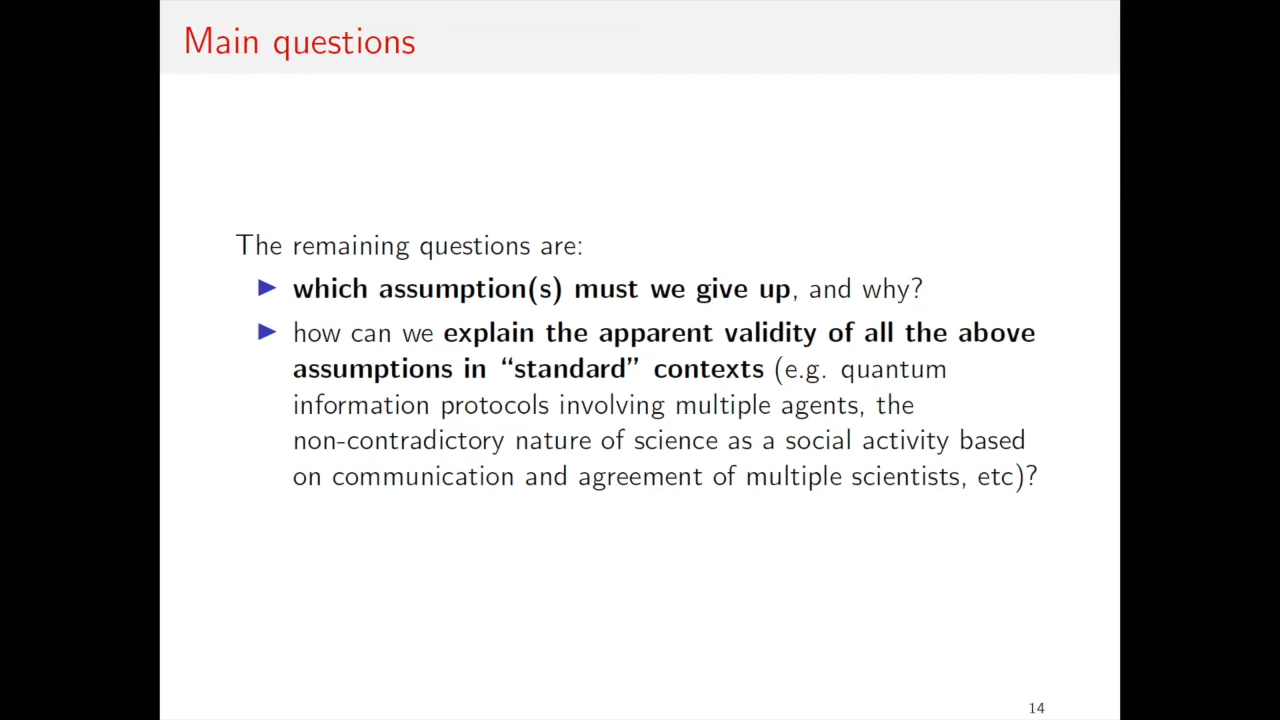 Main questions
The remaining questions are:
▶ which assumption(s) must we give up, and why?
▶ how can we explain the apparent validity of all the above
assumptions in “standard” contexts (e.g. quantum
information protocols involving multiple agents, the
non-contradictory nature of science as a social activity based
on communication and agreement of multiple scientists, etc)?
14